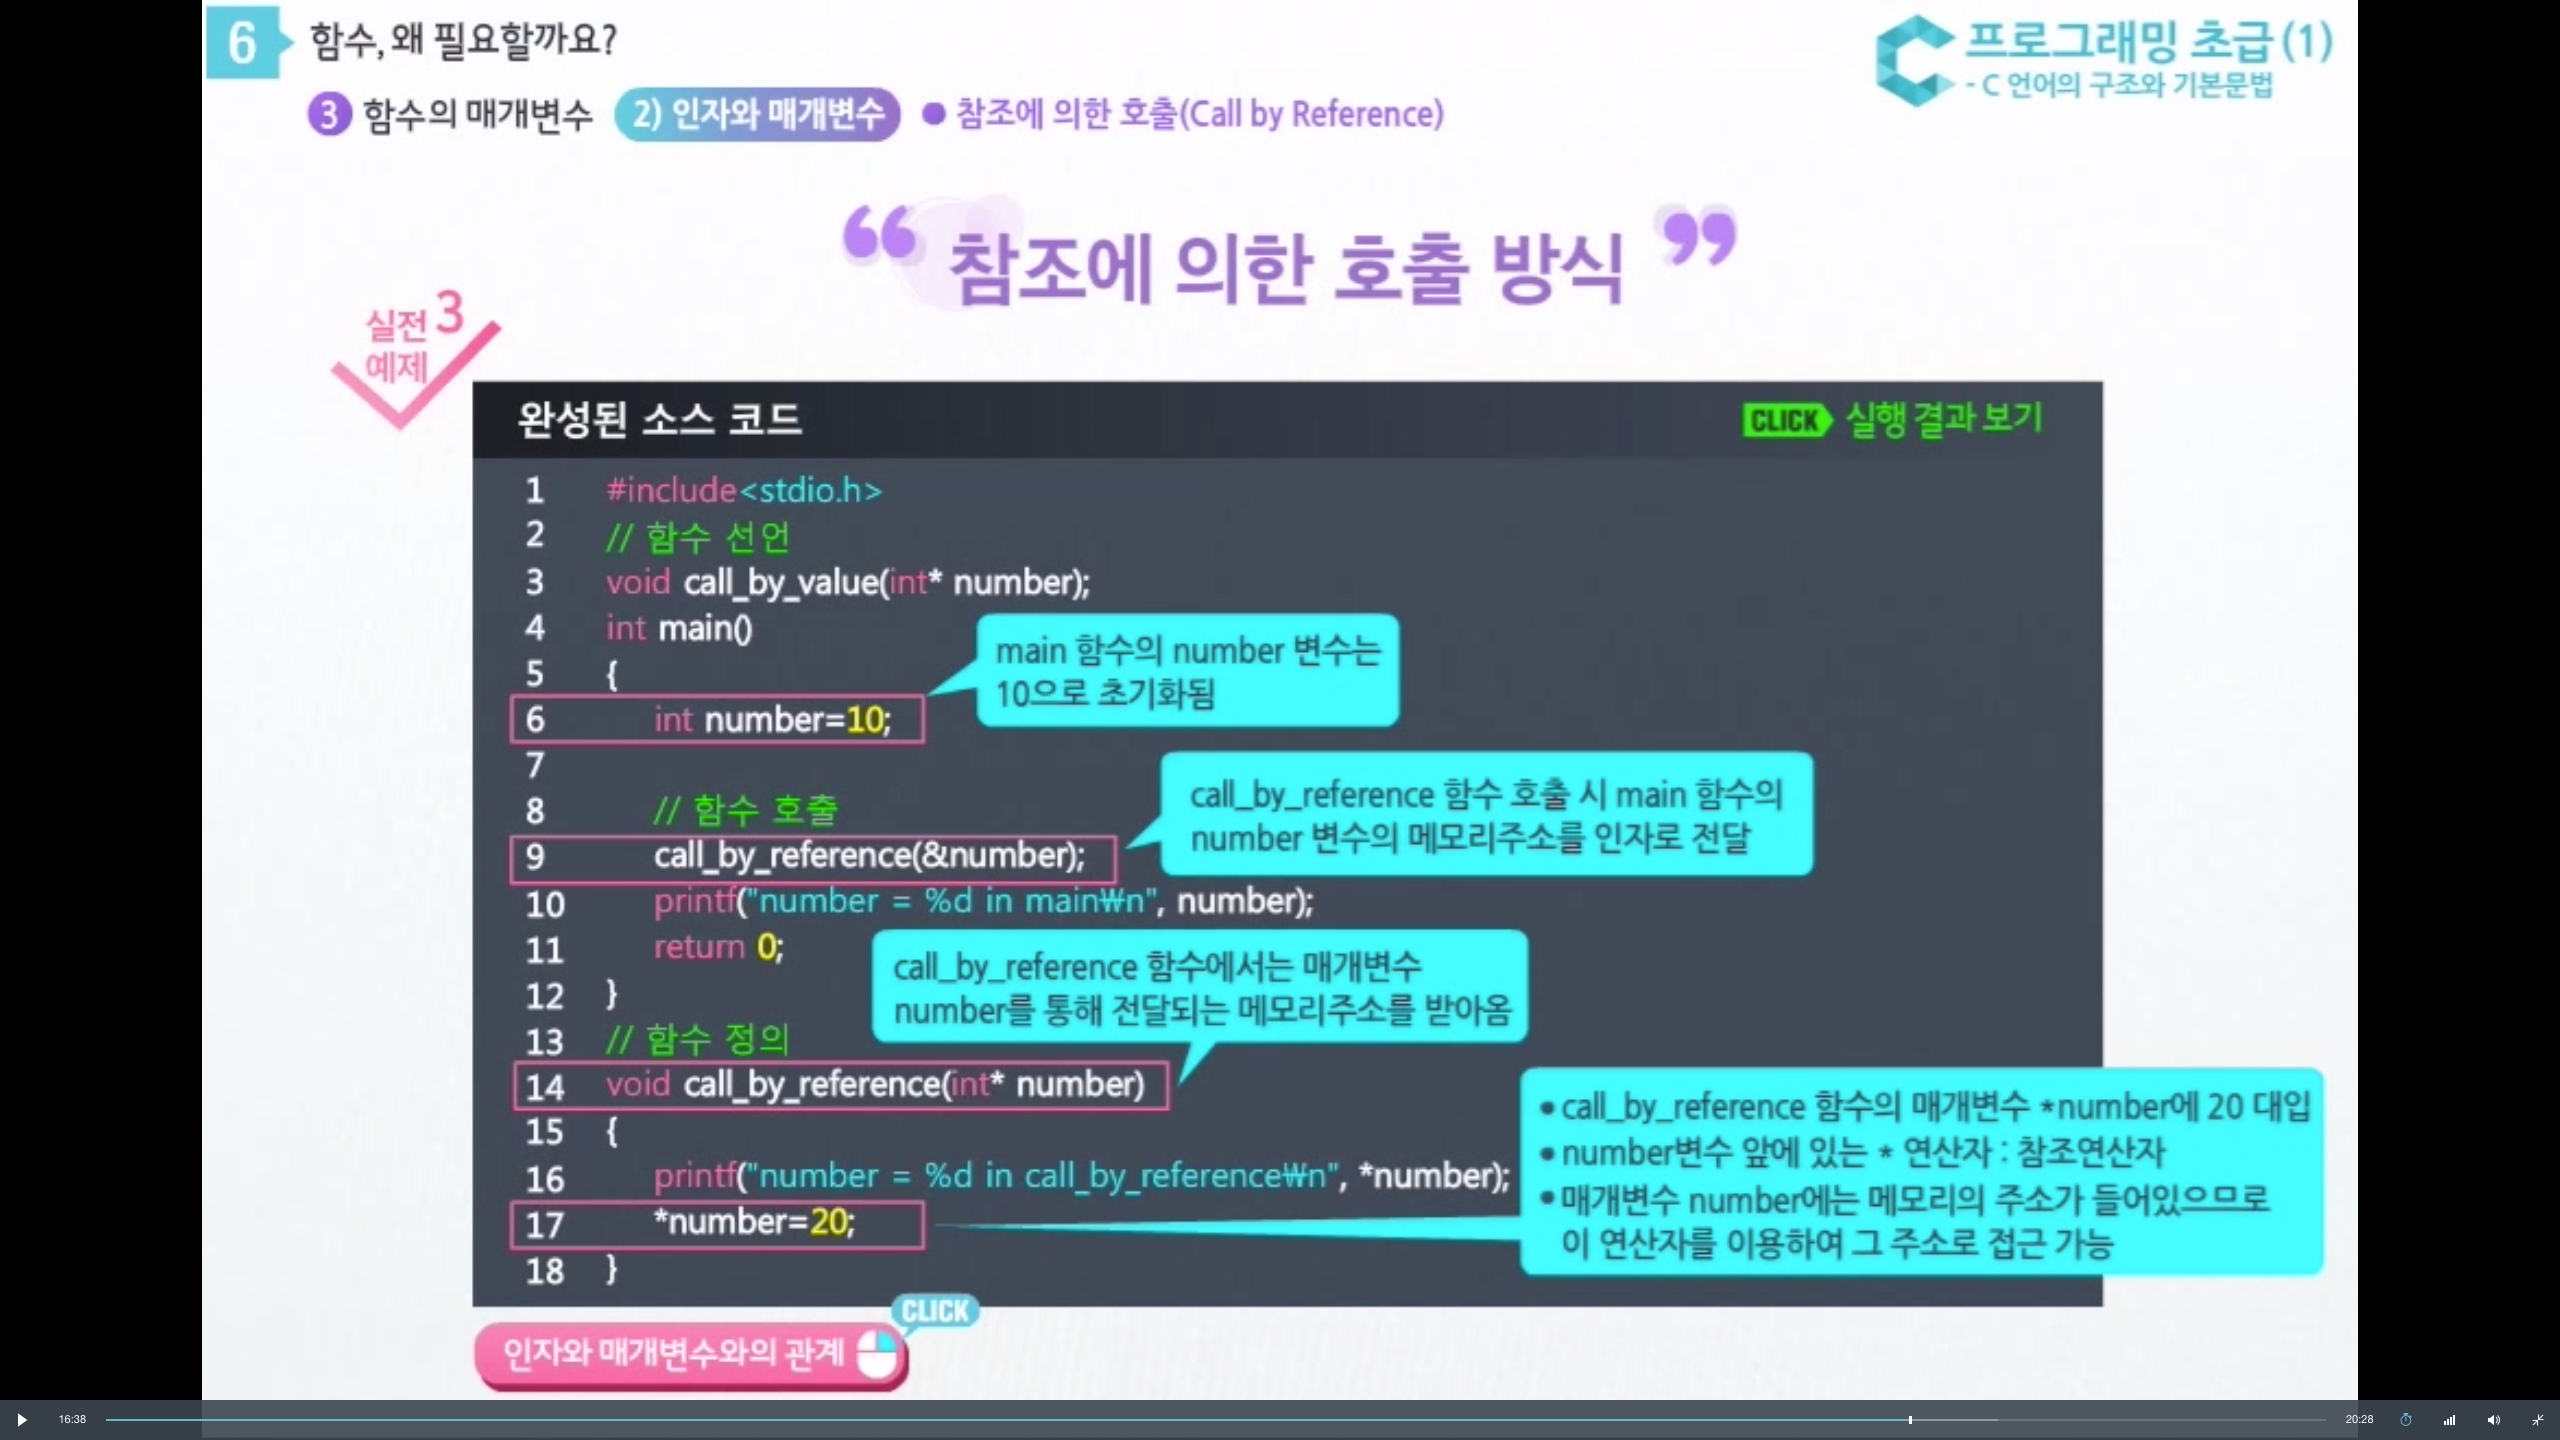 6 함수, 왜 필요할까요?
C 프로그래밍 초급(1)
- C 언어의 구조와 기본문법
3 함수의 매개변수 2) 인자와 매개변수 ● 참조에 의한 호출(Call by Reference)
“ 참조에 의한 호출 방식 ”
실전 3
예제
완성된 소스 코드
CLICK 실행 결과 보기
1 #include<stdio.h>
2 // 함수 선언
3 void call_by_value(int* number);
4 int main()
5 {
6 int number=10;
main 함수의 number 변수는
10으로 초기화됨
7
8 // 함수 호출
9 call_by_reference(&number);
call_by_reference 함수 호출 시 main 함수의
number 변수의 메모리주소를 인자로 전달
10 printf("number = %d in main₩n", number);
11 return 0;
12 }
call_by_reference 함수에서는 매개변수
number를 통해 전달되는 메모리주소를 받아옴
13 // 함수 정의
14 void call_by_reference(int* number)
15 {
16 printf("number = %d in call_by_reference₩n", *number);
17 *number=20;
18 }
● call_by_reference 함수의 매개변수 *number에 20 대입
● number변수 앞에 있는 * 연산자 : 참조연산자
● 매개변수 number에는 메모리의 주소가 들어있으므로
이 연산자를 이용하여 그 주소로 접근 가능
CLICK
인자와 매개변수와의 관계
16:38
20:28